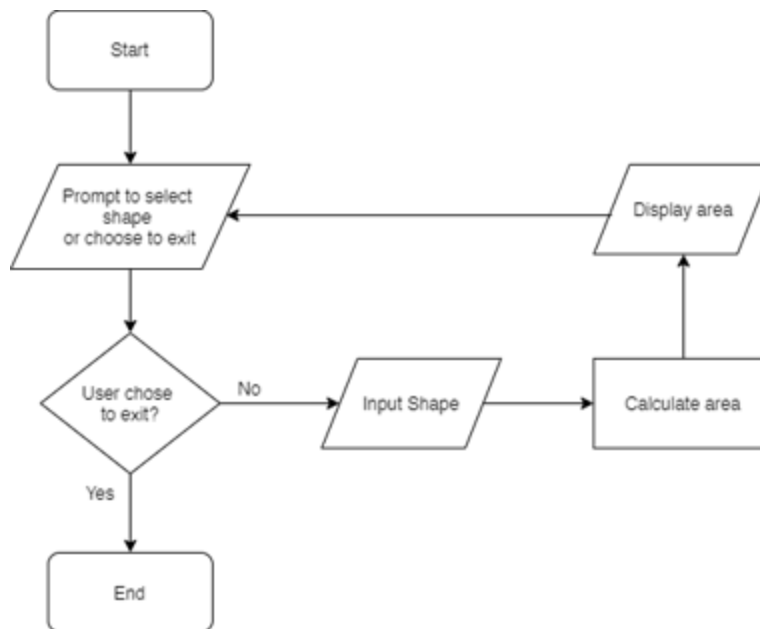 Start
Prompt to select
shape
or choose to exit
Display area
User chose
to exit?
No
Input Shape
Calculate area
Yes
End